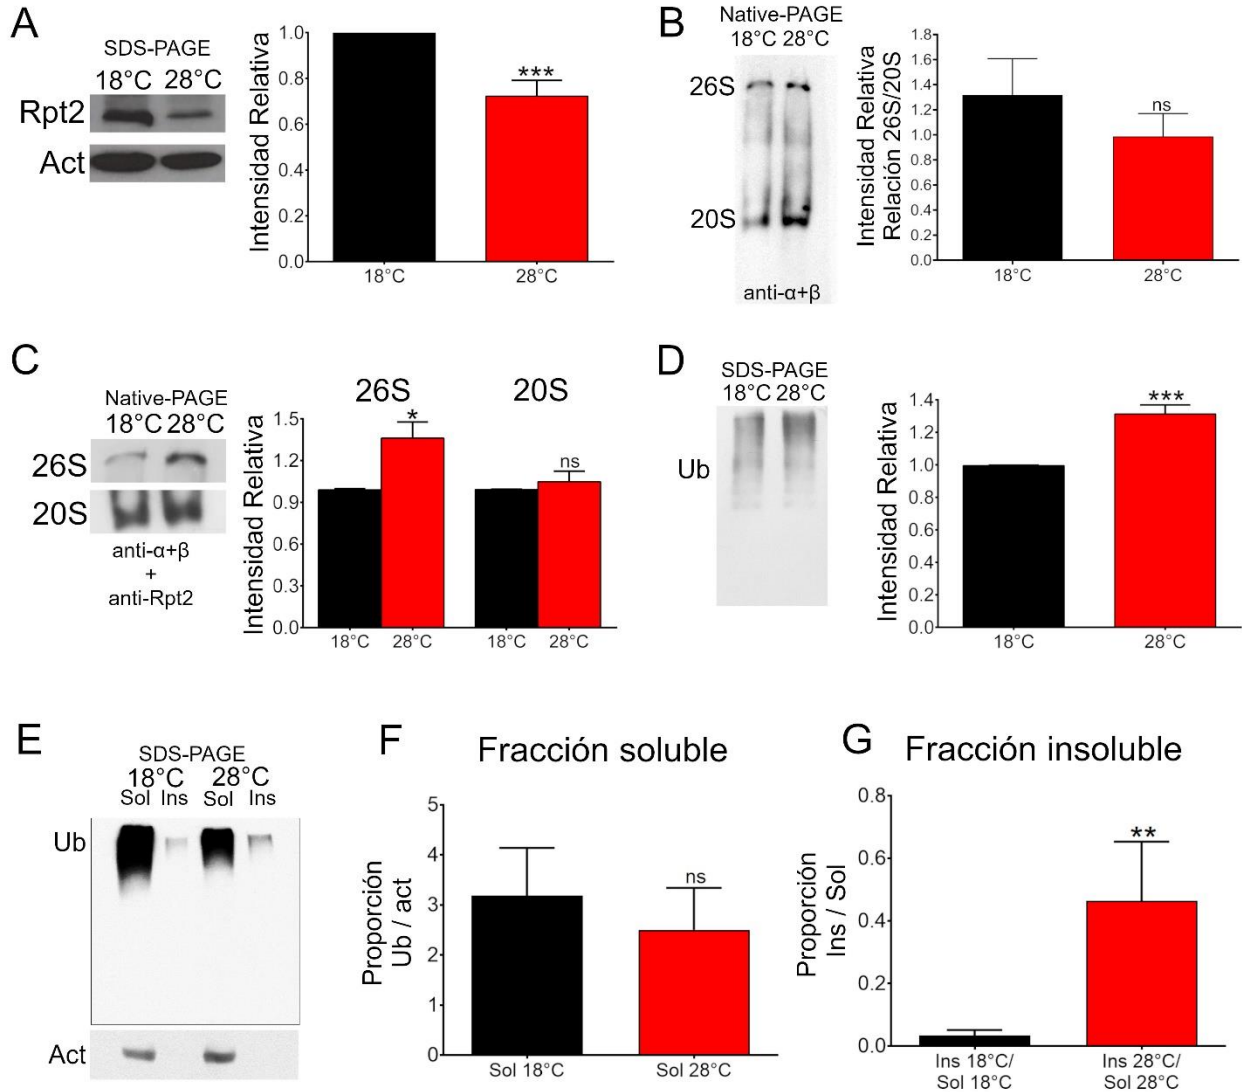 A
SDS-PAGE
18°C 28°C
Rpt2
Act
Intensidad Relativa
1.0
0.8
0.6
0.4
0.2
0.0
***
18°C
28°C
B
Native-PAGE
18°C 28°C
26S
20S
anti-α+β
Intensidad Relativa
Relación 26S/20S
1.8
1.6
1.4
1.2
1.0
0.8
0.6
0.4
0.2
0.0
ns
18°C
28°C
C
Native-PAGE
18°C 28°C
26S
20S
anti-α+β
+
anti-Rpt2
26S
20S
Intensidad Relativa
1.5
1.2
0.9
0.6
0.3
0.0
*
ns
18°C 28°C 18°C 28°C
D
SDS-PAGE
18°C 28°C
Ub
Intensidad Relativa
1.4
1.2
1.0
0.8
0.6
0.4
0.2
0.0
***
18°C
28°C
E
SDS-PAGE
18°C 28°C
Sol Ins Sol Ins
Ub
Act
F
Fracción soluble
Proporción
Ub / act
5
4
3
2
1
0
ns
Sol 18°C
Sol 28°C
G
Fracción insoluble
Proporción
Ins / Sol
0.8
0.6
0.4
0.2
0.0
**
Ins 18°C/
Sol 18°C
Ins 28°C/
Sol 28°C